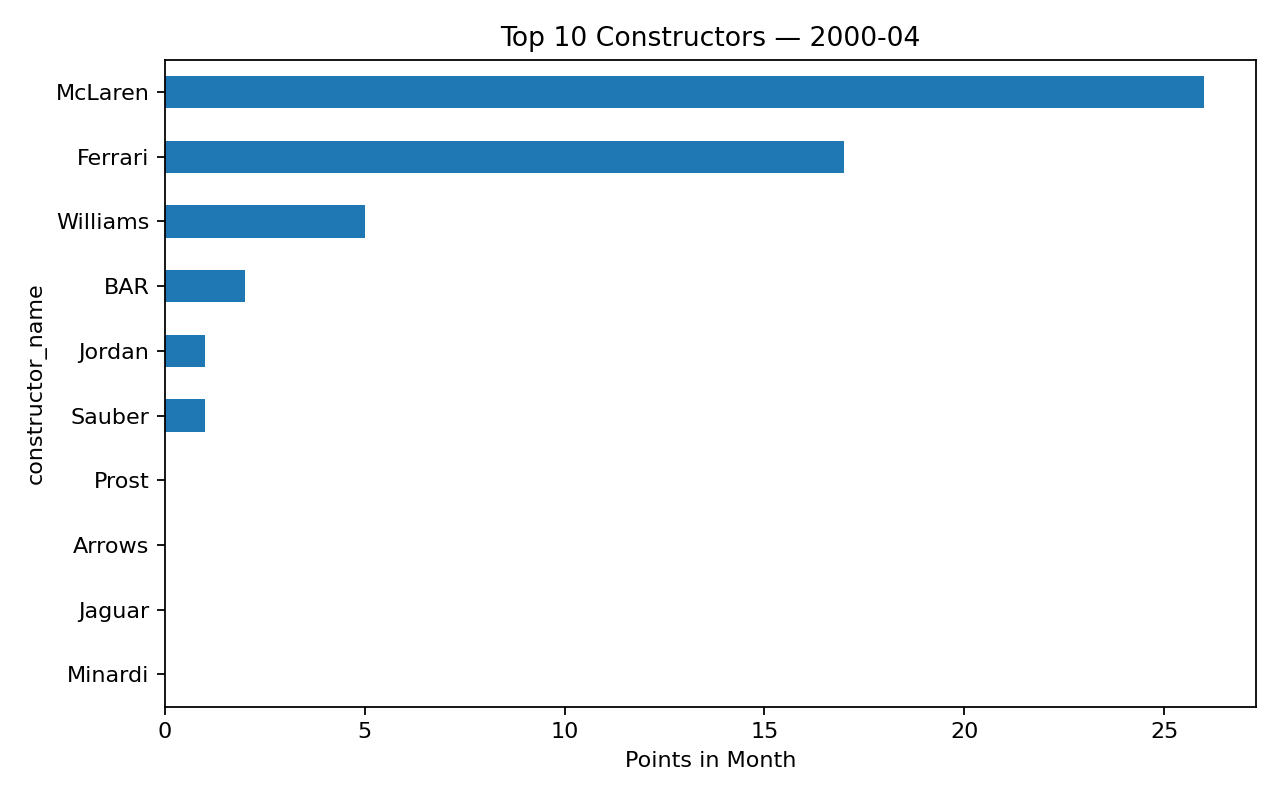 Top 10 Constructors — 2000-04
McLaren
Ferrari
Williams
BAR
Jordan
Sauber
Prost
Arrows
Jaguar
Minardi
constructor_name
0 5 10 15 20 25
Points in Month